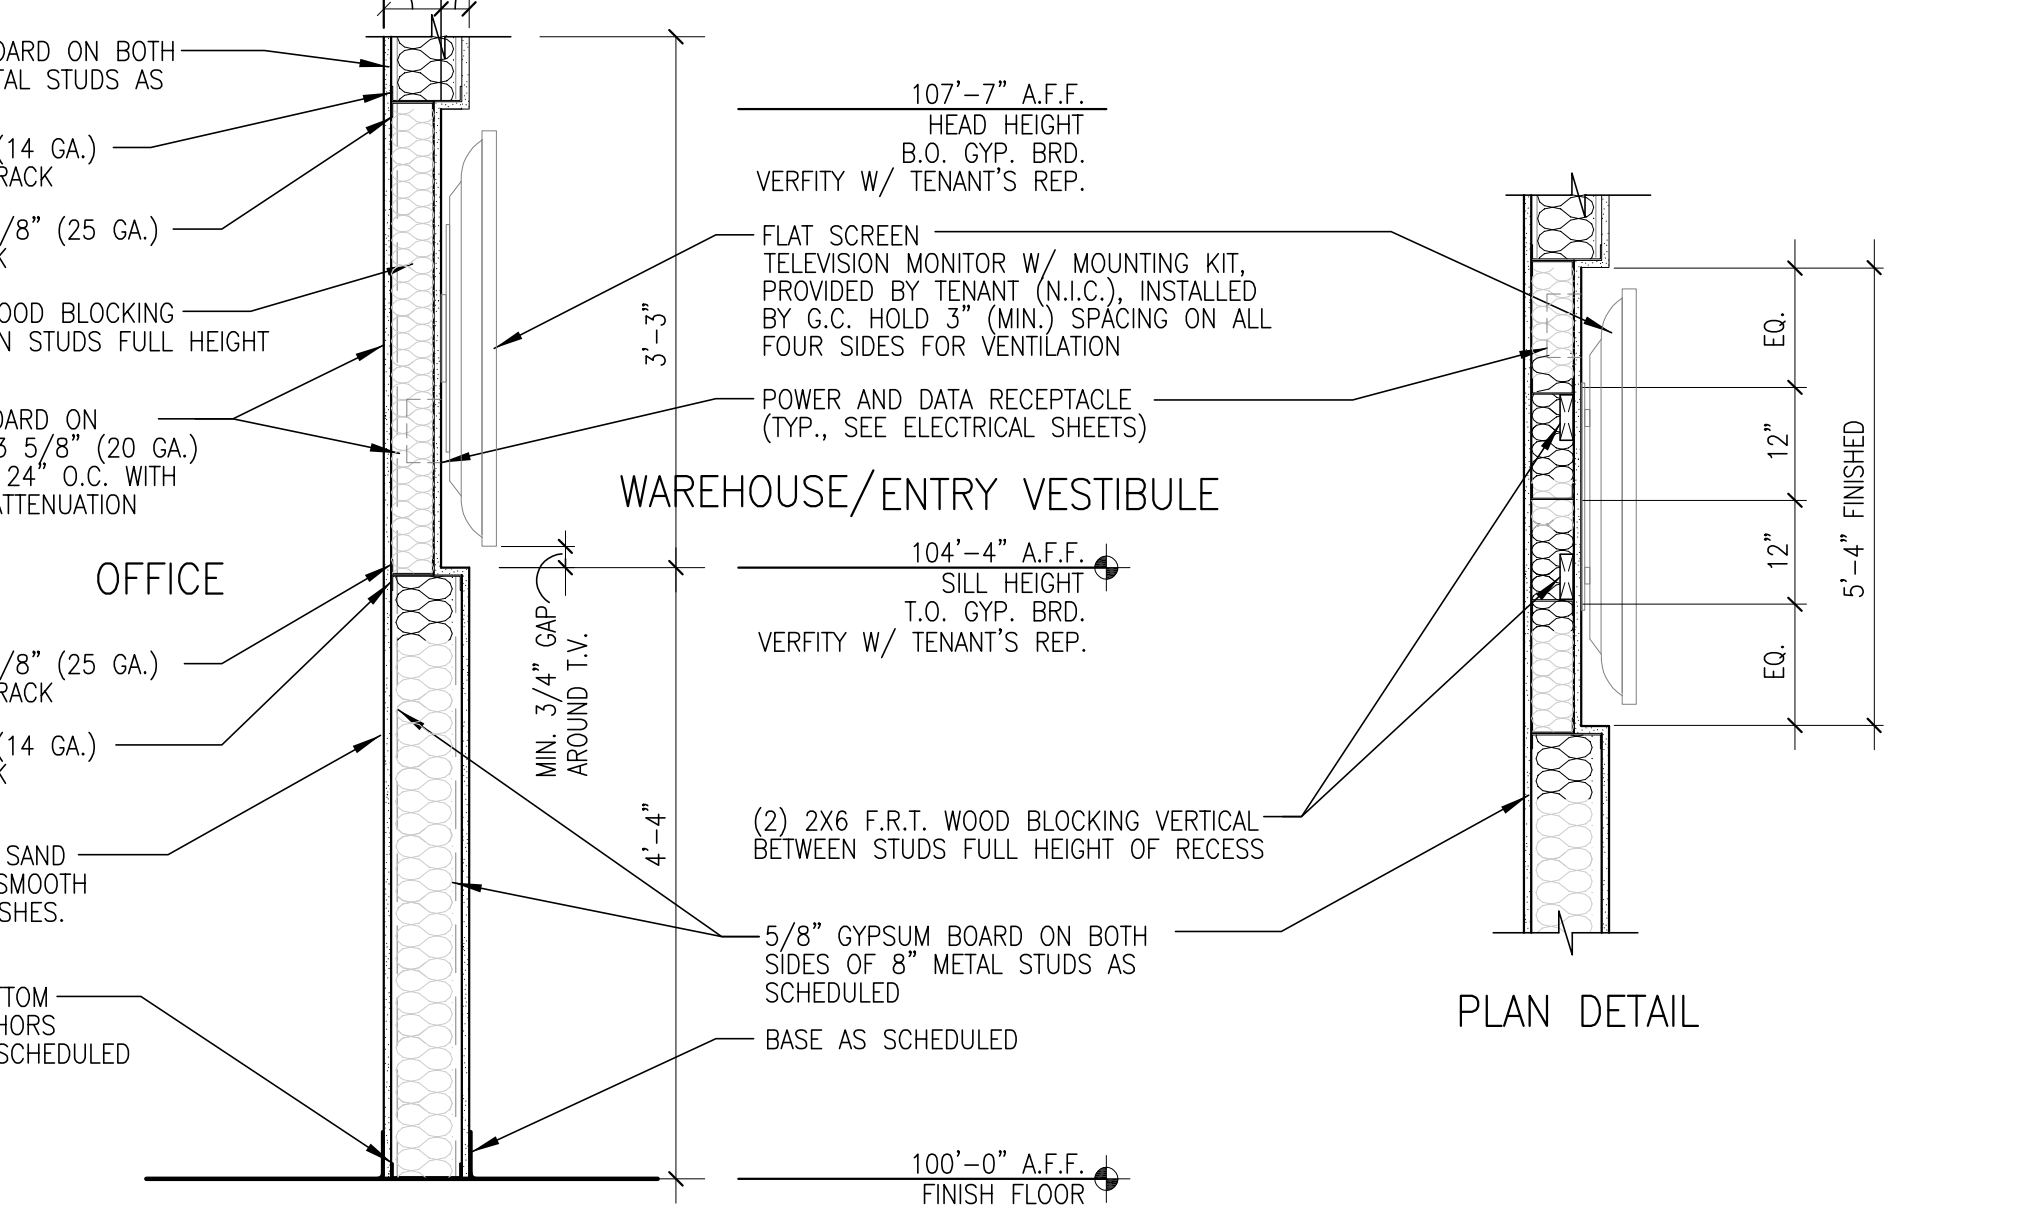 OARD ON BOTH
TAL STUDS AS
(14 GA.)
RACK
/8" (25 GA.)
K
OOD BLOCKING
N STUDS FULL HEIGHT
OARD ON
3 5/8" (20 GA.)
24" O.C. WITH
ATTENUATION
OFFICE
/8" (25 GA.)
RACK
(14 GA.)
K
SAND
SMOOTH
SHES.
TTOM
HORS
SCHEDULED
3'-3"
4'-4"
MIN. 3/4" GAP
AROUND T.V.
107'-7" A.F.F.
HEAD HEIGHT
B.O. GYP. BRD.
VERFITY W/ TENANT'S REP.
FLAT SCREEN
TELEVISION MONITOR W/ MOUNTING KIT,
PROVIDED BY TENANT (N.I.C.), INSTALLED
BY G.C. HOLD 3" (MIN.) SPACING ON ALL
FOUR SIDES FOR VENTILATION
POWER AND DATA RECEPTACLE
(TYP., SEE ELECTRICAL SHEETS)
WAREHOUSE/ENTRY VESTIBULE
104'-4" A.F.F.
SILL HEIGHT
T.O. GYP. BRD.
VERFITY W/ TENANT'S REP.
(2) 2X6 F.R.T. WOOD BLOCKING VERTICAL
BETWEEN STUDS FULL HEIGHT OF RECESS
5/8" GYPSUM BOARD ON BOTH
SIDES OF 8" METAL STUDS AS
SCHEDULED
BASE AS SCHEDULED
100'-0" A.F.F.
FINISH FLOOR
EQ.
12"
12"
EQ.
5'-4" FINISHED
PLAN DETAIL